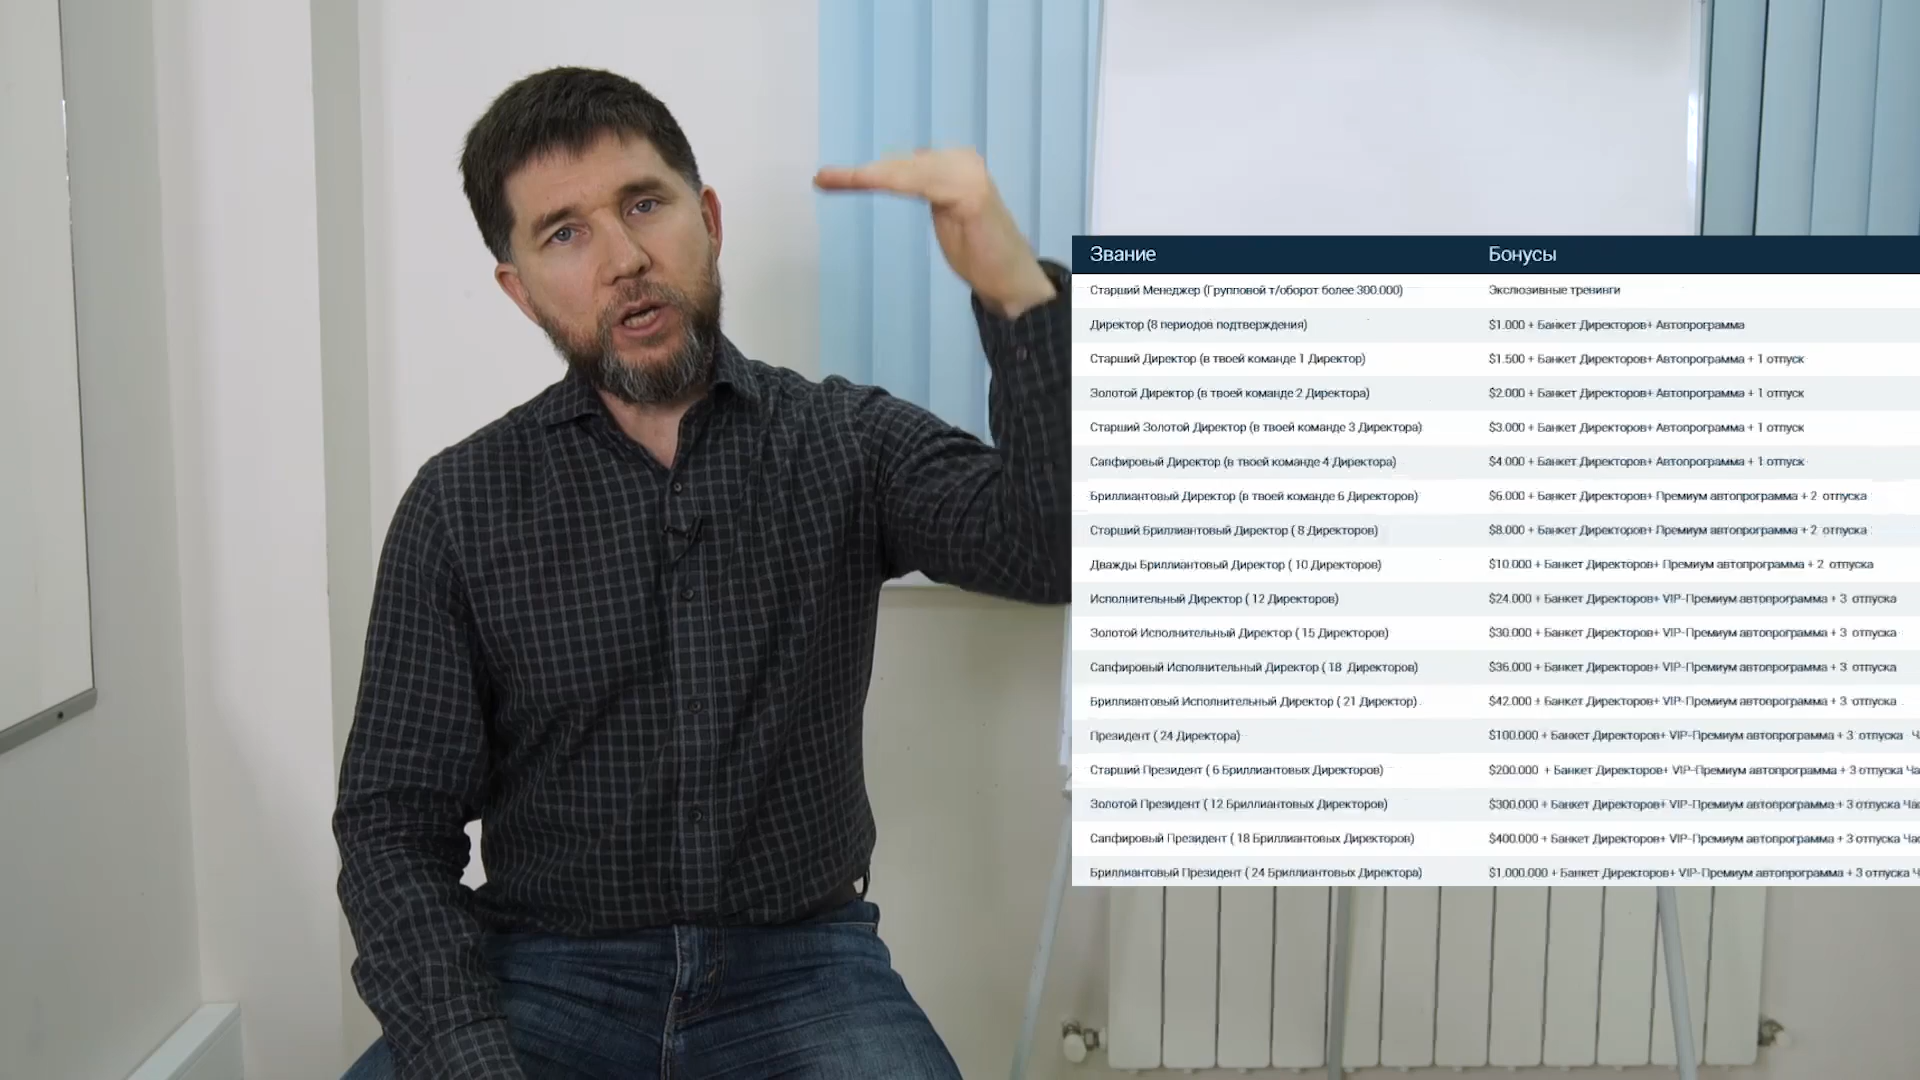 Звание Бонусы
Старший Менеджер (Групповой т/оборот более 300.000) Экслюзивные тренинги
Директор (8 периодов подтверждения) $1.000 + Банкет Директоров+ Автопрограмма
Старший Директор (в твоей команде 1 Директор) $1.500 + Банкет Директоров+ Автопрограмма + 1 отпуск
Золотой Директор (в твоей команде 2 Директора) $2.000 + Банкет Директоров+ Автопрограмма + 1 отпуск
Старший Золотой Директор (в твоей команде 3 Директора) $3.000 + Банкет Директоров+ Автопрограмма + 1 отпуск
Сапфировый Директор (в твоей команде 4 Директора) $4.000 + Банкет Директоров+ Автопрограмма + 1 отпуск
Бриллиантовый Директор (в твоей команде 6 Директоров) $6.000 + Банкет Директоров+ Премиум автопрограмма + 2 отпуска
Старший Бриллиантовый Директор ( 8 Директоров) $8.000 + Банкет Директоров+ Премиум автопрограмма + 2 отпуска
Дважды Бриллиантовый Директор ( 10 Директоров) $10.000 + Банкет Директоров+ Премиум автопрограмма + 2 отпуска
Исполнительный Директор ( 12 Директоров) $24.000 + Банкет Директоров+ VIP-Премиум автопрограмма + 3 отпуска
Золотой Исполнительный Директор ( 15 Директоров) $30.000 + Банкет Директоров+ VIP-Премиум автопрограмма + 3 отпуска
Сапфировый Исполнительный Директор ( 18 Директоров) $36.000 + Банкет Директоров+ VIP-Премиум автопрограмма + 3 отпуска
Бриллиантовый Исполнительный Директор ( 21 Директор) $42.000 + Банкет Директоров+ VIP-Премиум автопрограмма + 3 отпуска
Президент ( 24 Директора) $100.000 + Банкет Директоров+ VIP-Премиум автопрограмма + 3 отпуска
Старший Президент ( 6 Бриллиантовых Директоров) $200.000 + Банкет Директоров+ VIP-Премиум автопрограмма + 3 отпуска
Золотой Президент ( 12 Бриллиантовых Директоров) $300.000 + Банкет Директоров+ VIP-Премиум автопрограмма + 3 отпуска
Сапфировый Президент ( 18 Бриллиантовых Директоров) $400.000 + Банкет Директоров+ VIP-Премиум автопрограмма + 3 отпуска
Бриллиантовый Президент ( 24 Бриллиантовых Директора) $1.000.000 + Банкет Директоров+ VIP-Премиум автопрограмма + 3 отпуска